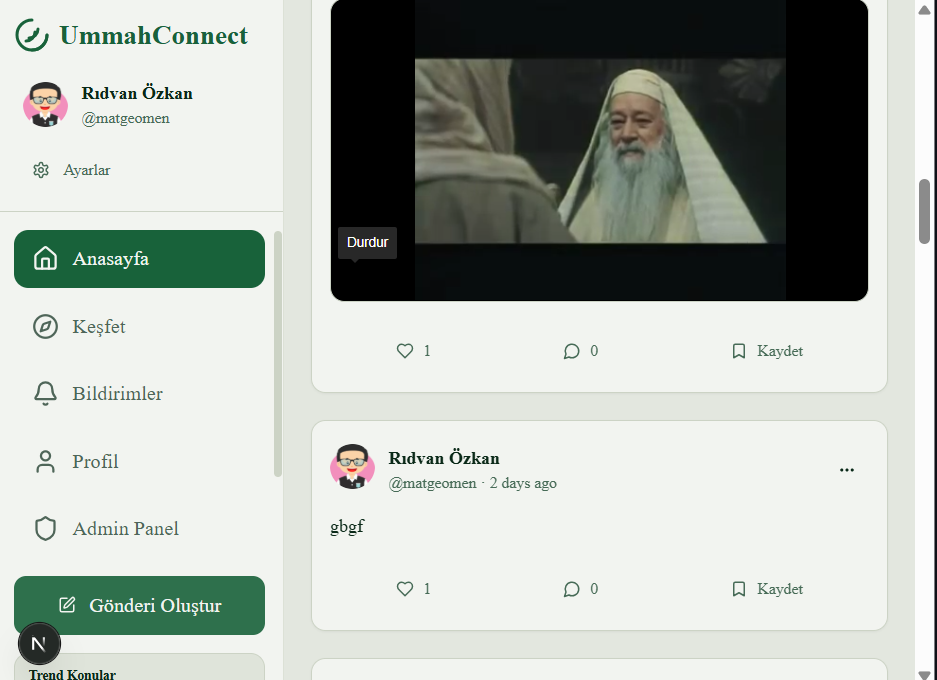 UmmahConnect
Rıdvan Özkan
@matgeomen
Ayarlar
Anasayfa
Keşfet
Bildirimler
Profil
Admin Panel
Gönderi Oluştur
N
Trend Konular
Durdur
1
0
Kaydet
Rıdvan Özkan
@matgeomen · 2 days ago
gbgf
1
0
Kaydet